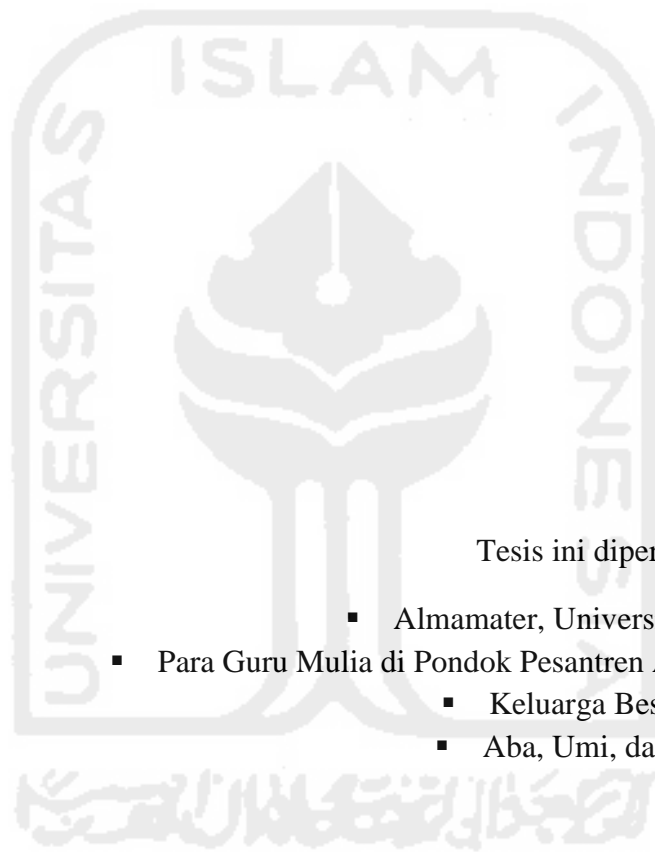 UNIVERSITAS
ISLAM
INDONESIA
Tesis ini diper
Almamater, Univers
Para Guru Mulia di Pondok Pesantren
Keluarga Bes
Aba, Umi, da